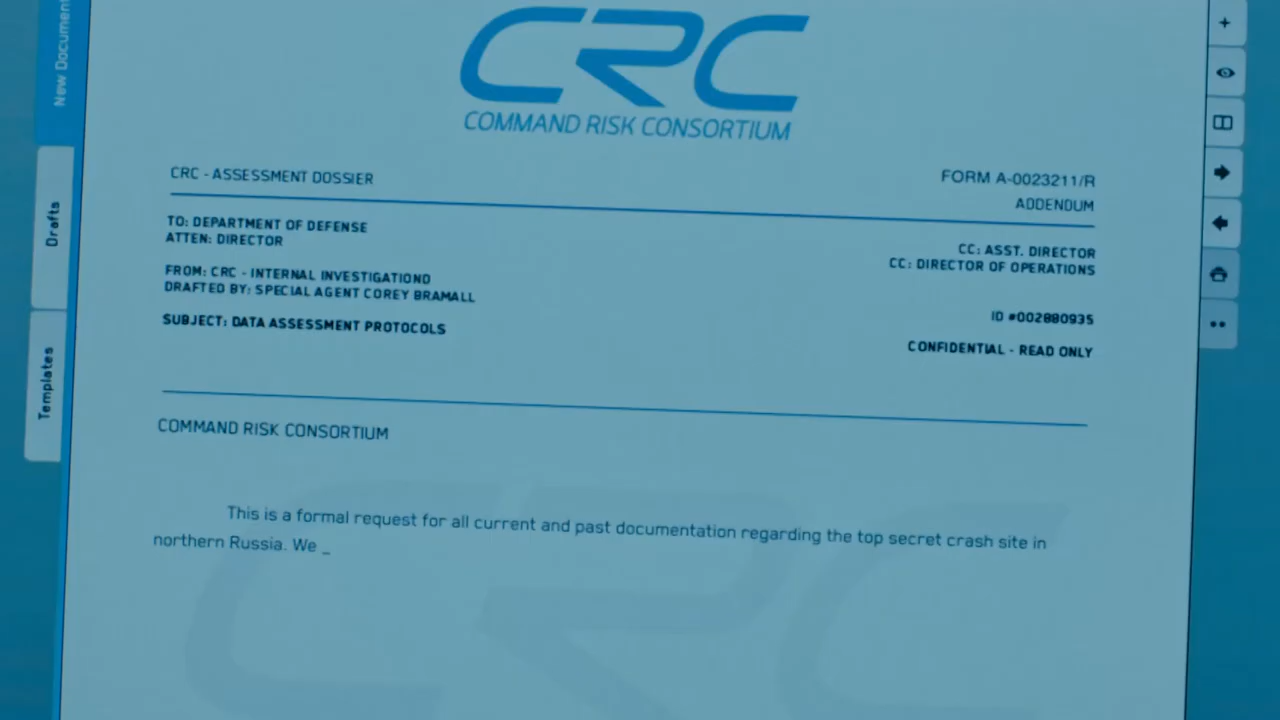 New Document
Drafts
Templates
CRC
COMMAND RISK CONSORTIUM
CRC - ASSESSMENT DOSSIER
FORM A-0023211/R
ADDENDUM
TO: DEPARTMENT OF DEFENSE
ATTEN: DIRECTOR
CC: ASST. DIRECTOR
CC: DIRECTOR OF OPERATIONS
FROM: CRC - INTERNAL INVESTIGATIOND
DRAFTED BY: SPECIAL AGENT COREY BRAMALL
ID #002880935
SUBJECT: DATA ASSESSMENT PROTOCOLS
CONFIDENTIAL - READ ONLY
COMMAND RISK CONSORTIUM
This is a formal request for all current and past documentation regarding the top secret crash site in
northern Russia. We _
CRC